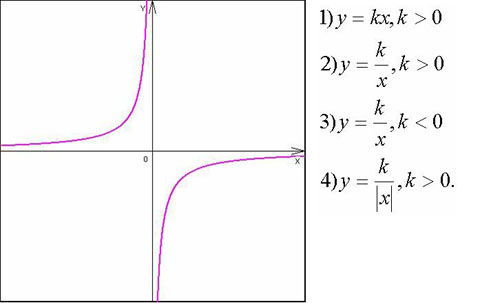 Y
0
X
1) y = kx, k > 0
2) y = k/x, k > 0
3) y = k/x, k < 0
4) y = k/|x|, k > 0.